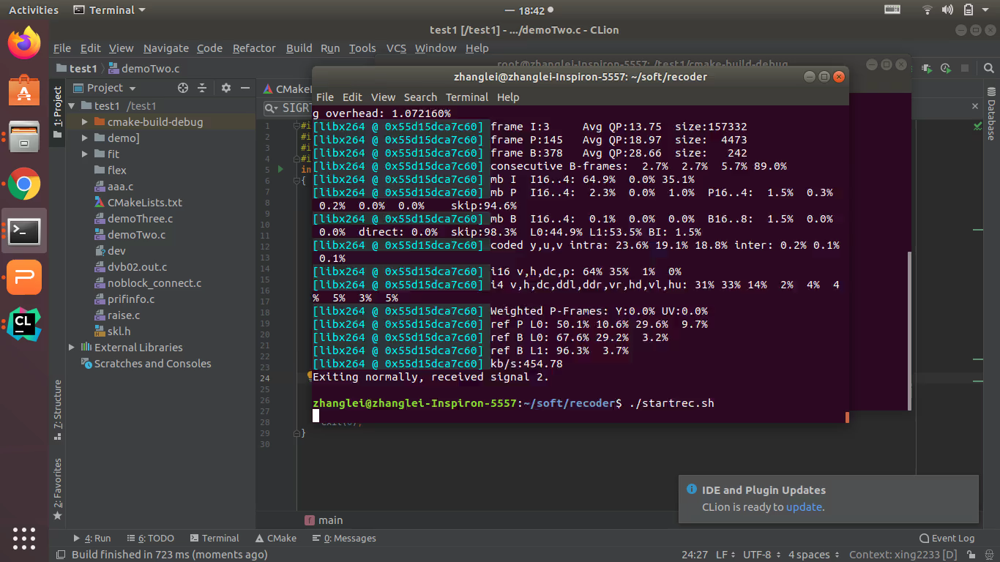 Activities Terminal 18:42
test1 [/test1] - .../demoTwo.c - CLion
File Edit View Navigate Code Refactor Build Run Tools VCS Window Help
root@zhanglei-Inspiron-5557: /test1/cmake-build-debug
test1 demoTwo.c
zhanglei@zhanglei-Inspiron-5557: ~/soft/recoder
File Edit View Search Terminal Help
g overhead: 1.072160%
[libx264 @ 0x55d15dca7c60] frame I:3     Avg QP:13.75  size:157332
[libx264 @ 0x55d15dca7c60] frame P:145   Avg QP:18.97  size:  4473
[libx264 @ 0x55d15dca7c60] frame B:378   Avg QP:28.66  size:   242
[libx264 @ 0x55d15dca7c60] consecutive B-frames:  2.7%  2.7%  5.7% 89.0%
[libx264 @ 0x55d15dca7c60] mb I  I16..4: 64.9%  0.0% 35.1%
[libx264 @ 0x55d15dca7c60] mb P  I16..4:  2.3%  0.0%  1.0%  P16..4:  1.5%  0.3%
 0.2%  0.0%  0.0%    skip:94.6%
[libx264 @ 0x55d15dca7c60] mb B  I16..4:  0.1%  0.0%  0.0%  B16..8:  1.5%  0.0%
 0.0%  direct: 0.0%  skip:98.3%  L0:44.9% L1:53.5% BI: 1.5%
[libx264 @ 0x55d15dca7c60] coded y,u,v intra: 23.6% 19.1% 18.8% inter: 0.2% 0.1%
 0.1%
[libx264 @ 0x55d15dca7c60] i16 v,h,dc,p: 64% 35%  1%  0%
[libx264 @ 0x55d15dca7c60] i4 v,h,dc,ddl,ddr,vr,hd,vl,hu: 31% 33% 14%  2%  4%  4
%  5%  3%  5%
[libx264 @ 0x55d15dca7c60] Weighted P-Frames: Y:0.0% UV:0.0%
[libx264 @ 0x55d15dca7c60] ref P L0: 50.1% 10.6% 29.6%  9.7%
[libx264 @ 0x55d15dca7c60] ref B L0: 67.6% 29.2%  3.2%
[libx264 @ 0x55d15dca7c60] ref B L1: 96.3%  3.7%
[libx264 @ 0x55d15dca7c60] kb/s:454.78
Exiting normally, received signal 2.
zhanglei@zhanglei-Inspiron-5557:~/soft/recoder$ ./startrec.sh
1: Project
7: Structure
2: Favorites
Project
test1 /test1
cmake-build-debug
demo]
fit
flex
aaa.c
CMakeLists.txt
demoThree.c
demoTwo.c
dev
dvb02.out.c
noblock_connect.c
prifinfo.c
raise.c
skl.h
External Libraries
Scratches and Consoles
CMakeL
SIGRT
1 #i
2 #i
3 #i
4 #i
5 in
6 {
7
8
9
10
11
12
13
14
15
16
17
18
19
20
21
22
23
24
25
26
27
28 exit(0);
29 }
30
Database
CL
IDE and Plugin Updates
CLion is ready to update.
f main
4: Run 6: TODO Terminal CMake 0: Messages Event Log
Build finished in 723 ms (moments ago) 24:27 LF UTF-8 4 spaces Context: xing2233 [D]